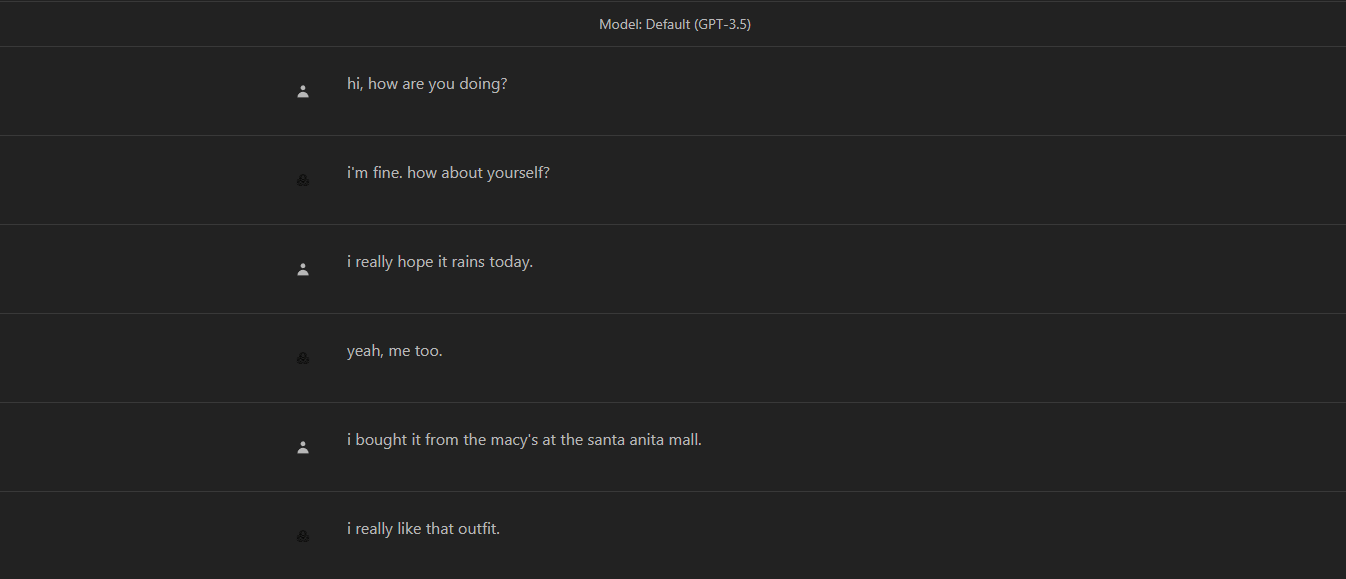 Model: Default (GPT-3.5)
hi, how are you doing?
i'm fine. how about yourself?
i really hope it rains today.
yeah, me too.
i bought it from the macy's at the santa anita mall.
i really like that outfit.